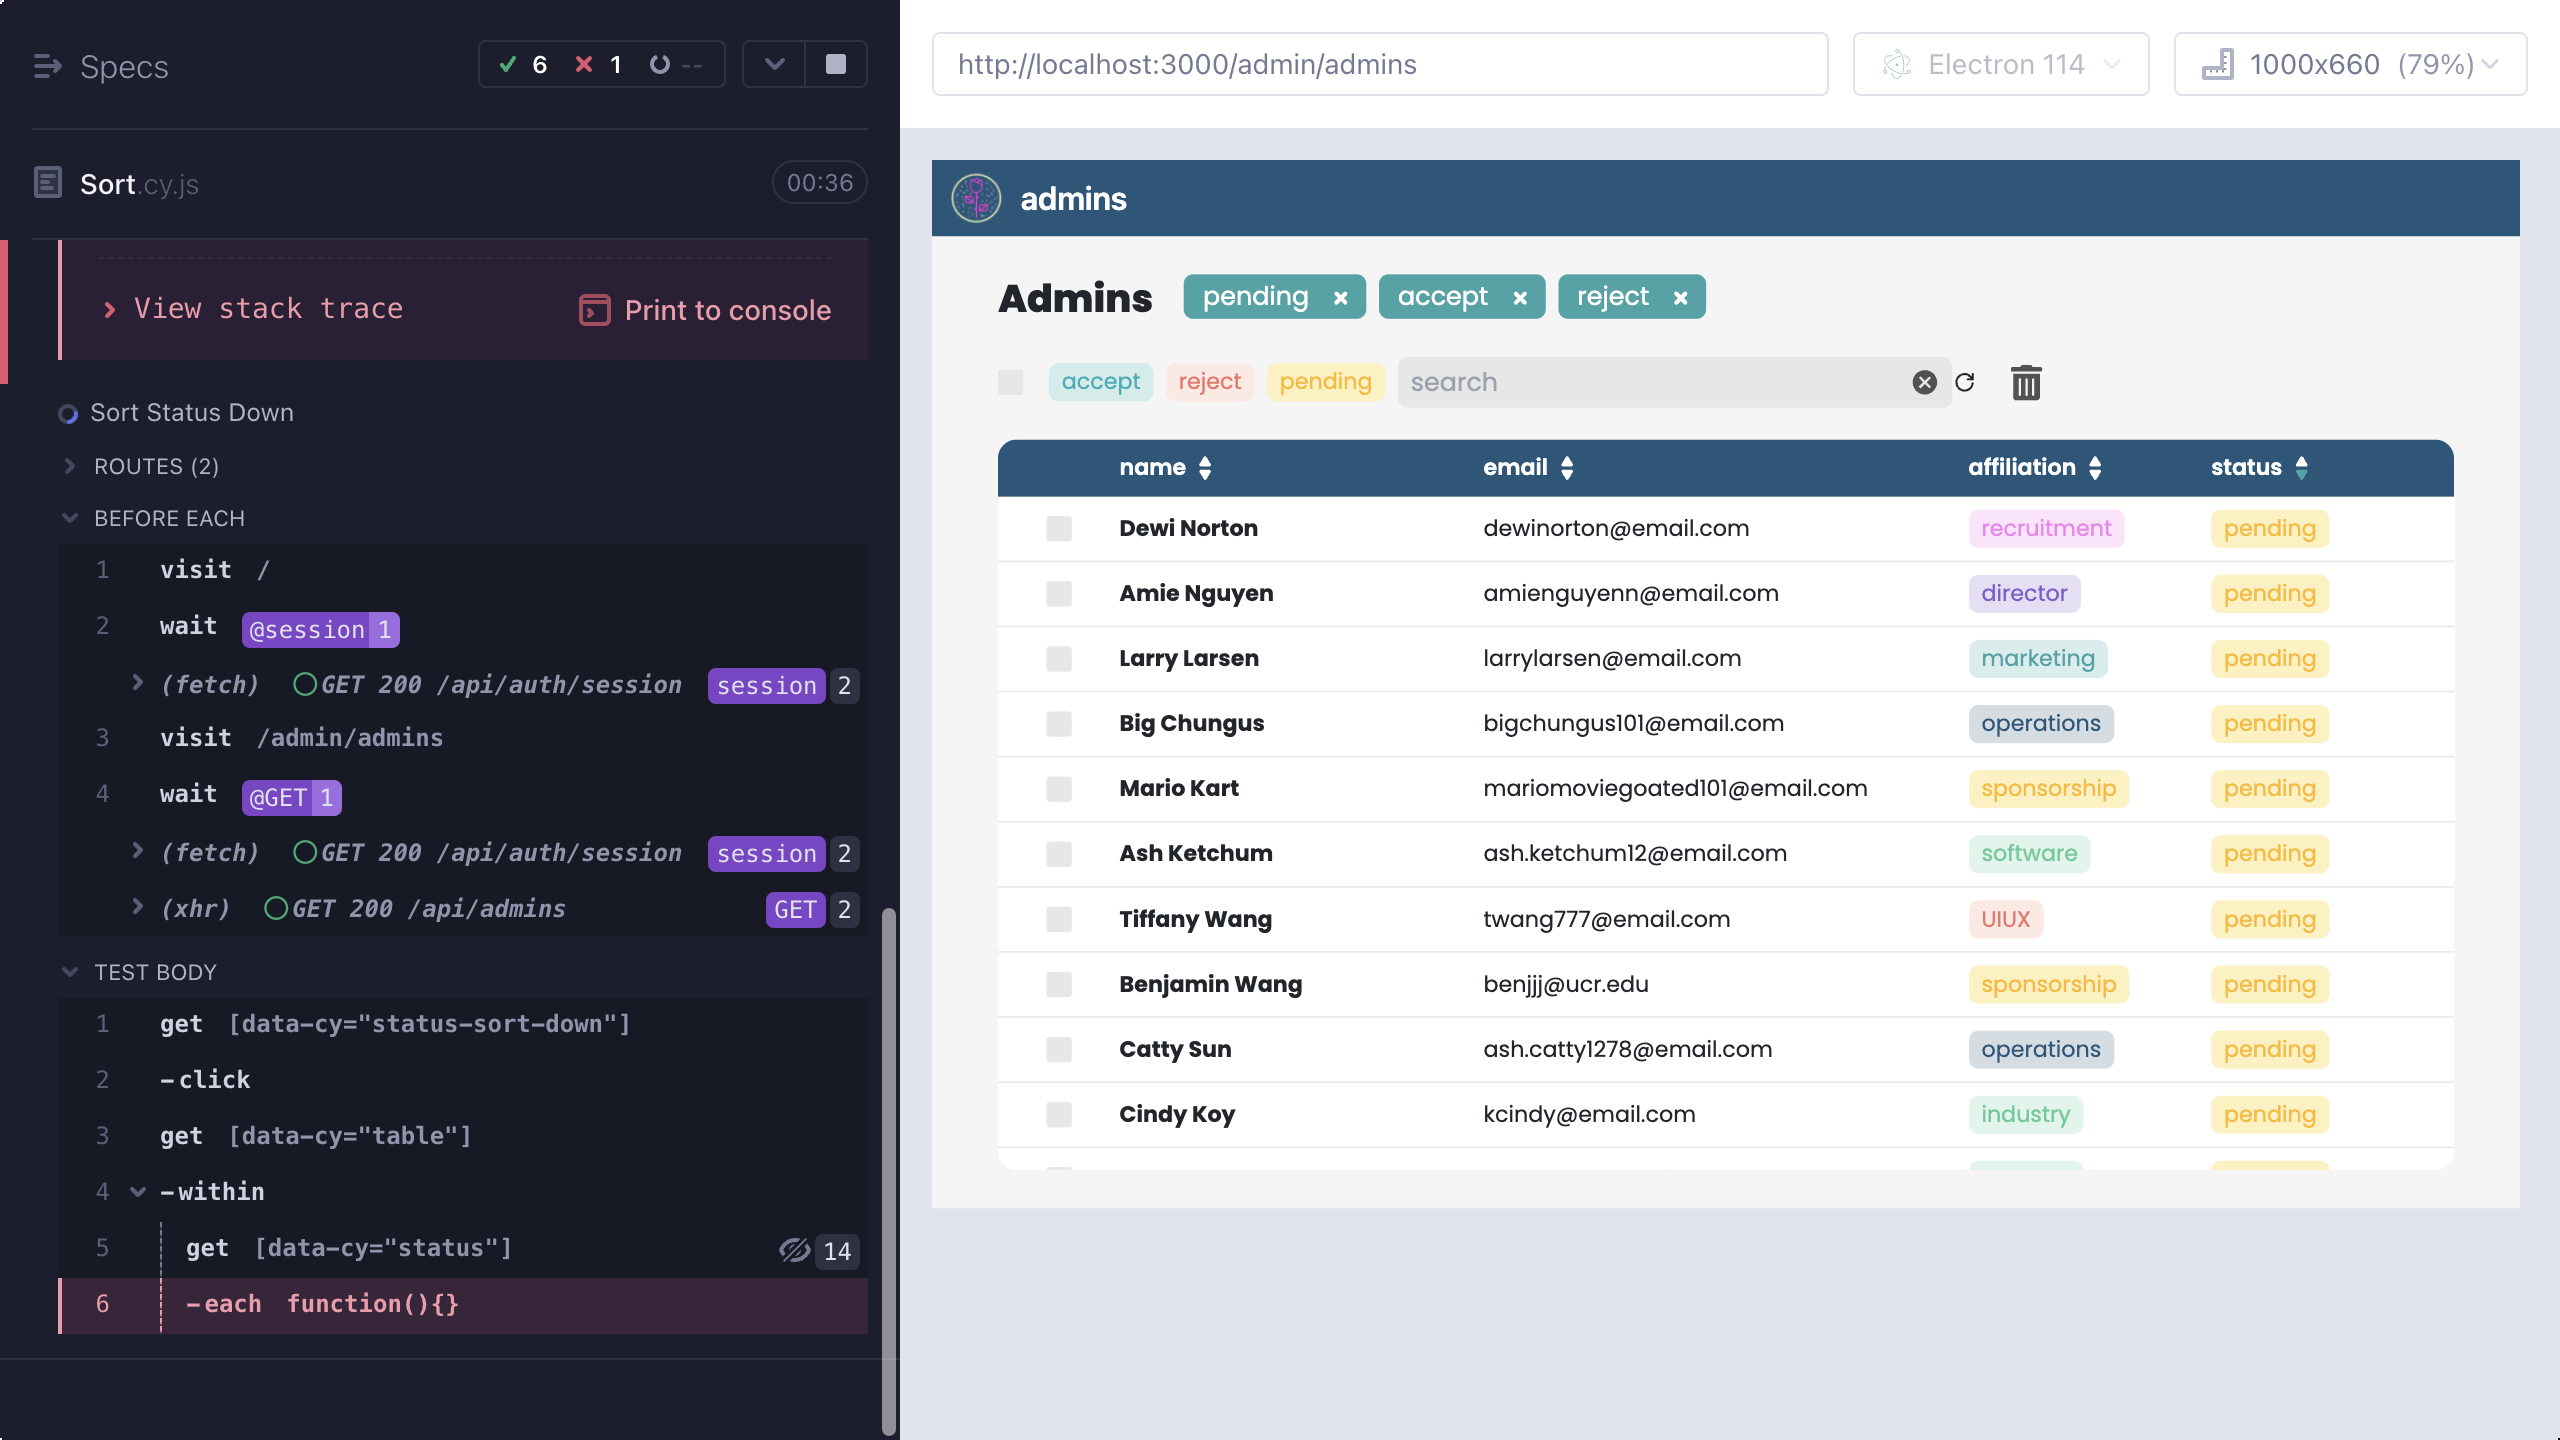 Specs
6 1 --
Sort.cy.js
00:36
View stack trace
Print to console
Sort Status Down
ROUTES (2)
BEFORE EACH
1 visit /
2 wait @session 1
(fetch) GET 200 /api/auth/session session 2
3 visit /admin/admins
4 wait @GET 1
(fetch) GET 200 /api/auth/session session 2
(xhr) GET 200 /api/admins GET 2
TEST BODY
1 get [data-cy="status-sort-down"]
2 -click
3 get [data-cy="table"]
4 -within
5 get [data-cy="status"] 14
6 -each function(){}
http://localhost:3000/admin/admins
Electron 114
1000x660 (79%)
admins
Admins pending × accept × reject ×
accept reject pending search
name email affiliation status
Dewi Norton dewinorton@email.com recruitment pending
Amie Nguyen amienguyenn@email.com director pending
Larry Larsen larrylarsen@email.com marketing pending
Big Chungus bigchungus101@email.com operations pending
Mario Kart mariomoviegoated101@email.com sponsorship pending
Ash Ketchum ash.ketchum12@email.com software pending
Tiffany Wang twang777@email.com UIUX pending
Benjamin Wang benjjj@ucr.edu sponsorship pending
Catty Sun ash.catty1278@email.com operations pending
Cindy Koy kcindy@email.com industry pending